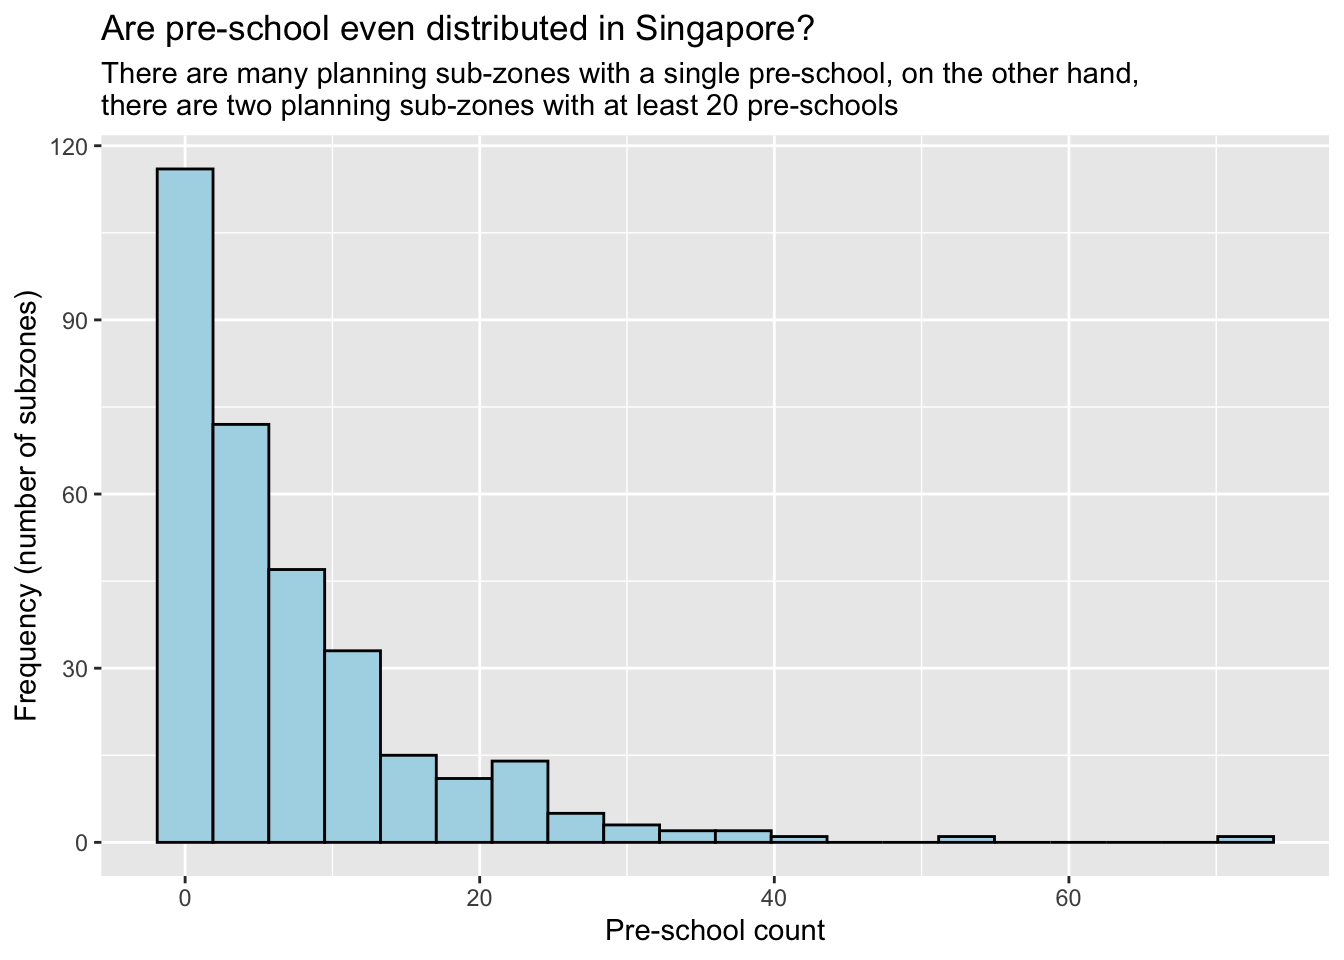 Are pre-school even distributed in Singapore?
There are many planning sub-zones with a single pre-school, on the other hand,
there are two planning sub-zones with at least 20 pre-schools
120
90
60
30
0
Frequency (number of subzones)
0 20 40 60
Pre-school count